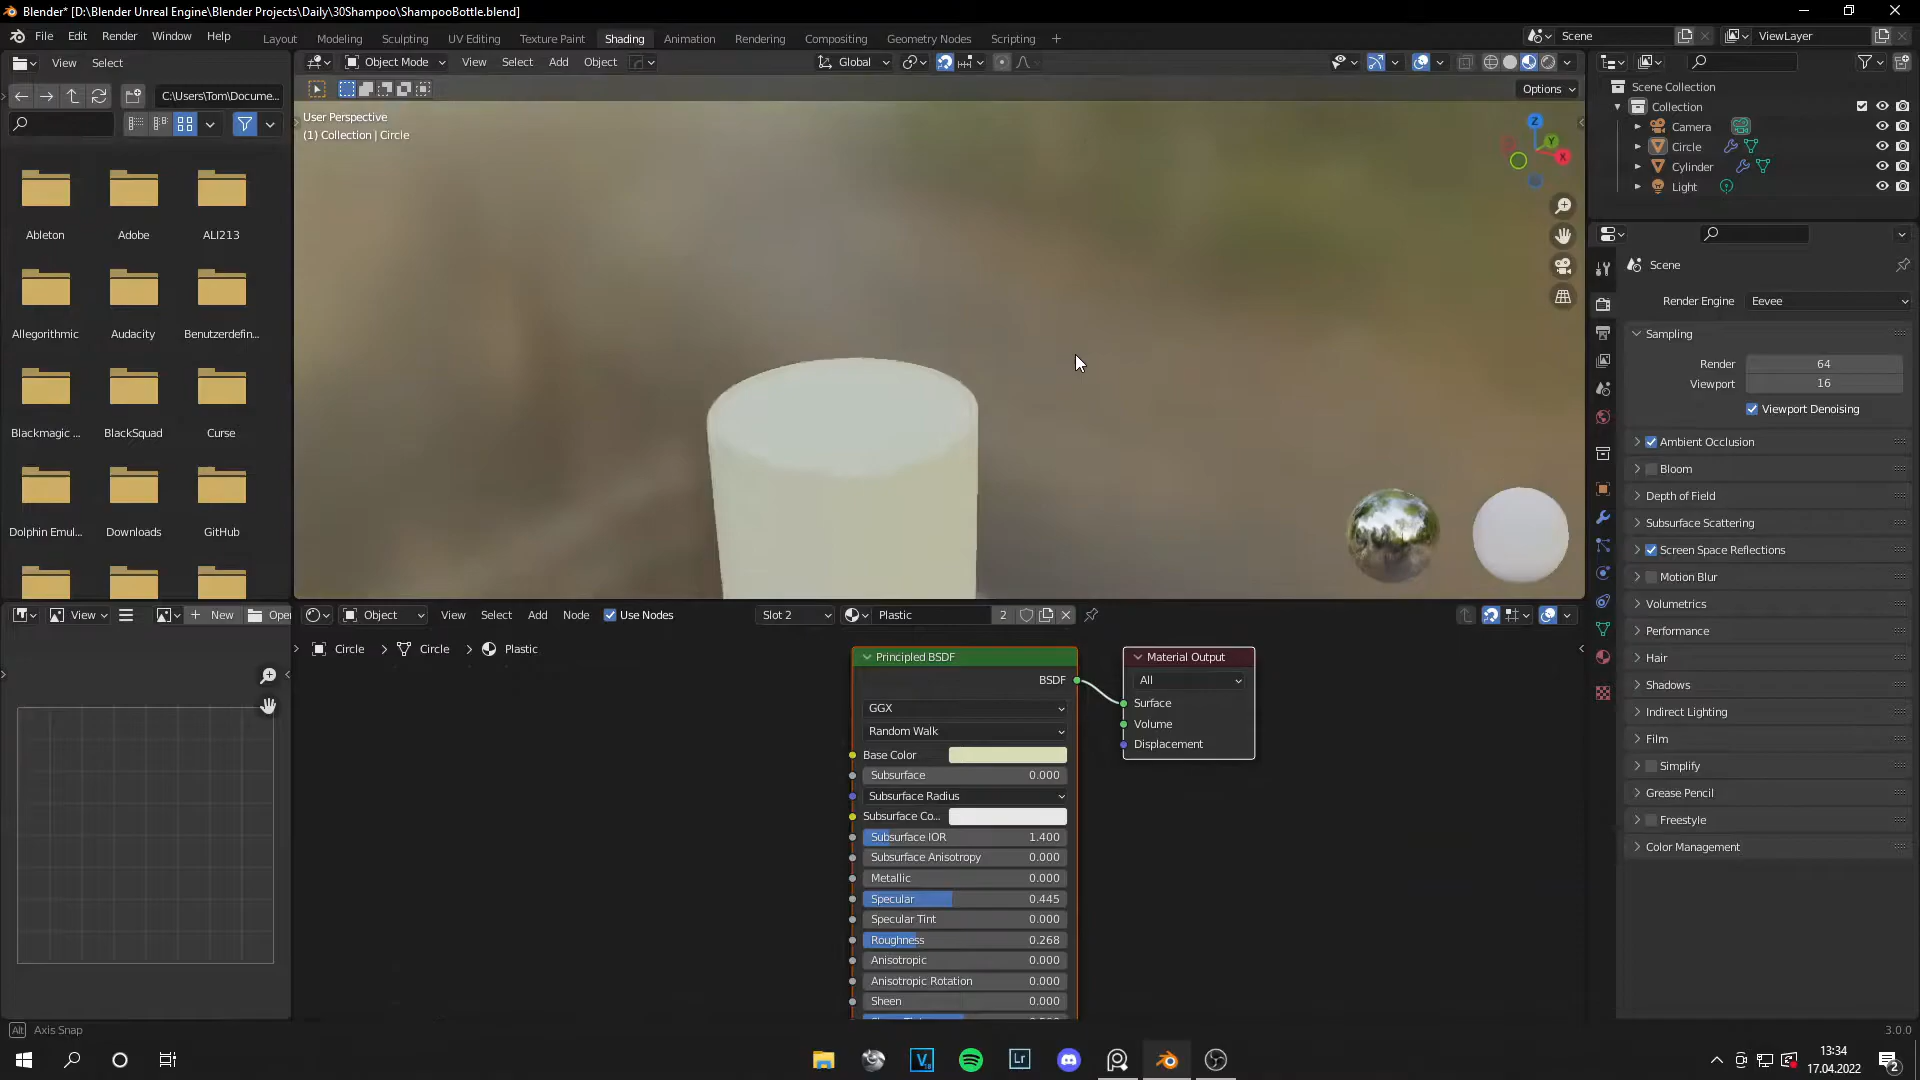 Blender* [D:\Blender Unreal Engine\Blender Projects\Daily\30Shampoo\ShampooBottle.blend]
File Edit Render Window Help
Layout Modeling Sculpting UV Editing Texture Paint Shading Animation Rendering Compositing Geometry Nodes Scripting +
Scene ViewLayer
View Select
Object Mode View Select Add Object Global
C:\Users\Tom\Docume...
Options
User Perspective
(1) Collection | Circle
Z
Y
X
Ableton Adobe ALI213
Allegorithmic Audacity Benutzerdefin...
Blackmagic ... BlackSquad Curse
Dolphin Emul... Downloads GitHub
Scene Collection
Collection
Camera
Circle
Cylinder
Light
Scene
Render Engine Eevee
Sampling
Render 64
Viewport 16
Viewport Denoising
Ambient Occlusion
Bloom
Depth of Field
Subsurface Scattering
Screen Space Reflections
Motion Blur
Volumetrics
Performance
Hair
Shadows
Indirect Lighting
Film
Simplify
Grease Pencil
Freestyle
Color Management
View New Open
Object View Select Add Node Use Nodes Slot 2 Plastic 2
Circle > Circle > Plastic
Principled BSDF
BSDF
GGX
Random Walk
Base Color
Subsurface 0.000
Subsurface Radius
Subsurface Co...
Subsurface IOR 1.400
Subsurface Anisotropy 0.000
Metallic 0.000
Specular 0.445
Specular Tint 0.000
Roughness 0.268
Anisotropic 0.000
Anisotropic Rotation 0.000
Sheen 0.000
Material Output
All
Surface
Volume
Displacement
Alt Axis Snap
3.0.0
13:34
17.04.2022
2